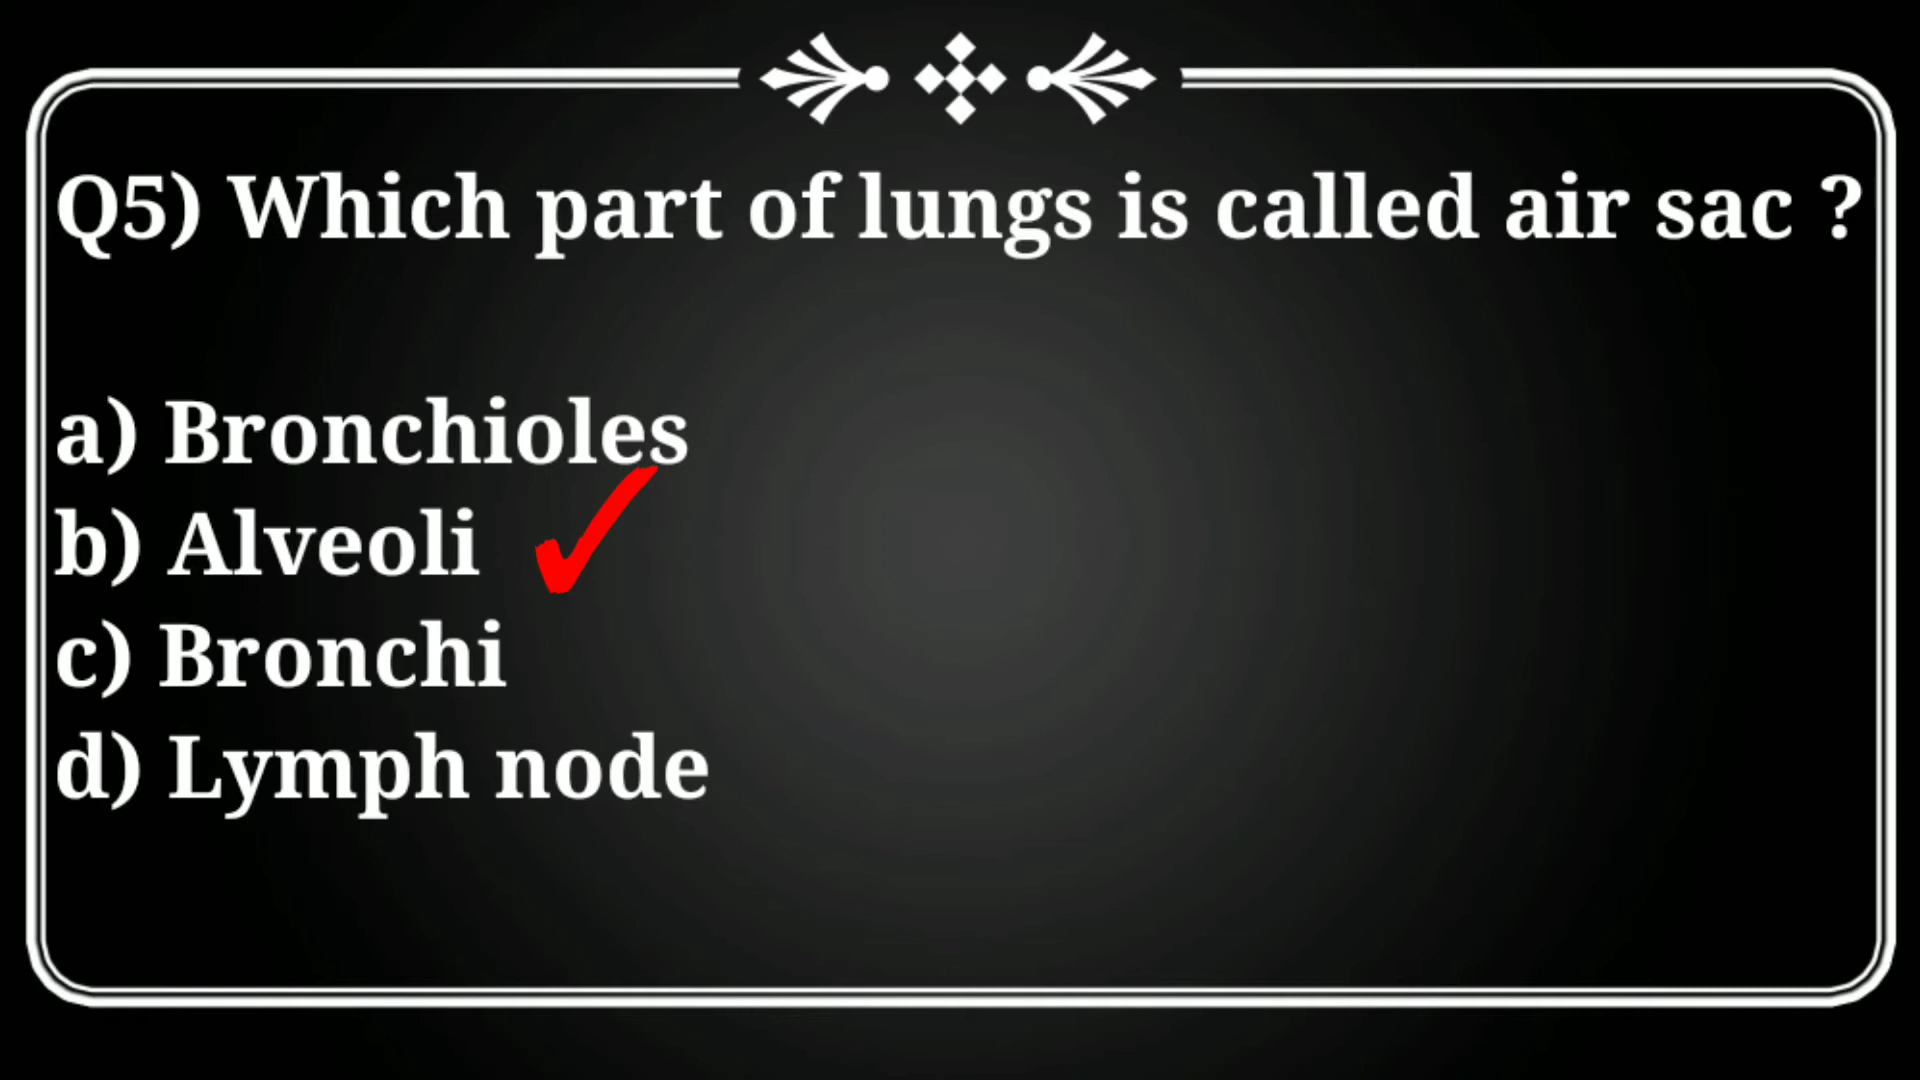 Q5) Which part of lungs is called air sac ?
a) Bronchioles
b) Alveoli
c) Bronchi
d) Lymph node